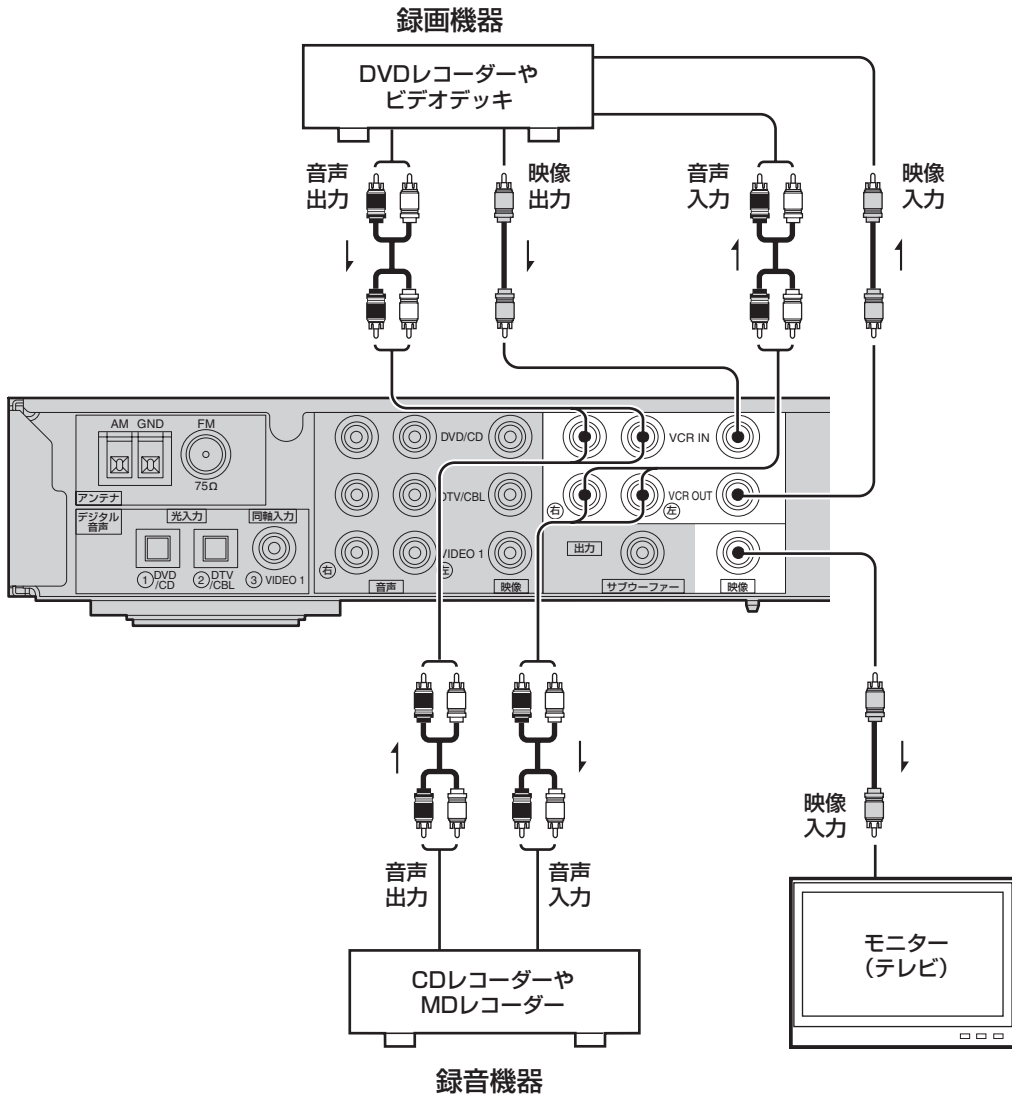 録画機器
DVDレコーダーや
ビデオデッキ
音声
出力
映像
出力
音声
入力
映像
入力
AM GND
FM
75Ω
アンテナ
デジタル
音声
光入力
同軸入力
① DVD
/CD
② DTV
/CBL
③ VIDEO 1
DVD/CD
DTV/CBL
VIDEO 1
右
左
音声
映像
VCR IN
VCR OUT
右
左
出力
サブウーファー
映像
音声
出力
音声
入力
映像
入力
CDレコーダーや
MDレコーダー
録音機器
モニター
（テレビ）